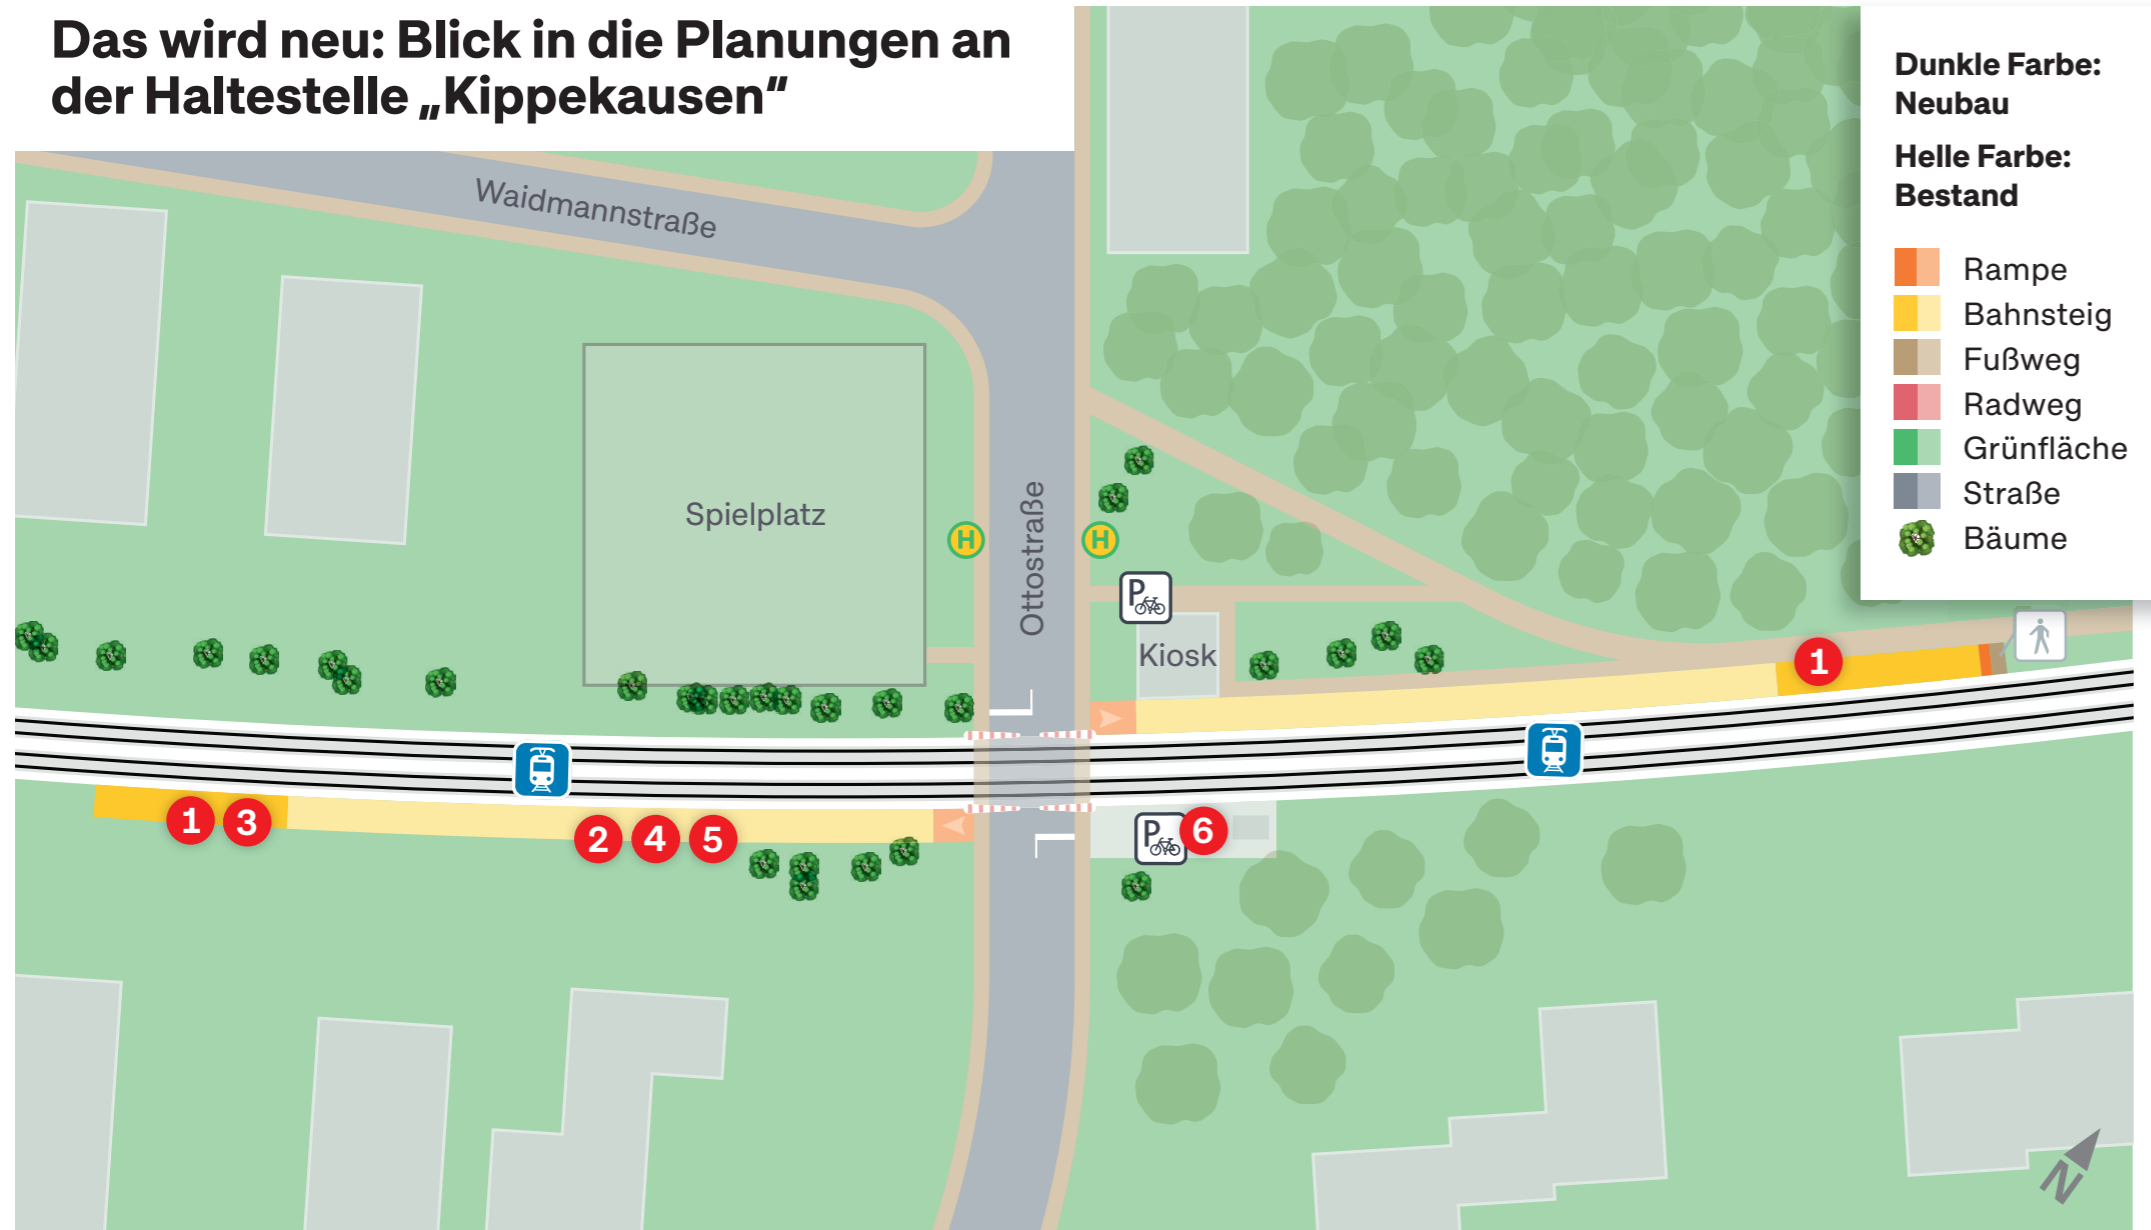 Das wird neu: Blick in die Planungen an
der Haltestelle „Kippekausen“
Dunkle Farbe:
Neubau
Helle Farbe:
Bestand
Rampe
Bahnsteig
Fußweg
Radweg
Grünfläche
Straße
Bäume
Waidmannstraße
Spielplatz
H
Ottostraße
H
P
Kiosk
1
1
3
2
4
5
P
6
N